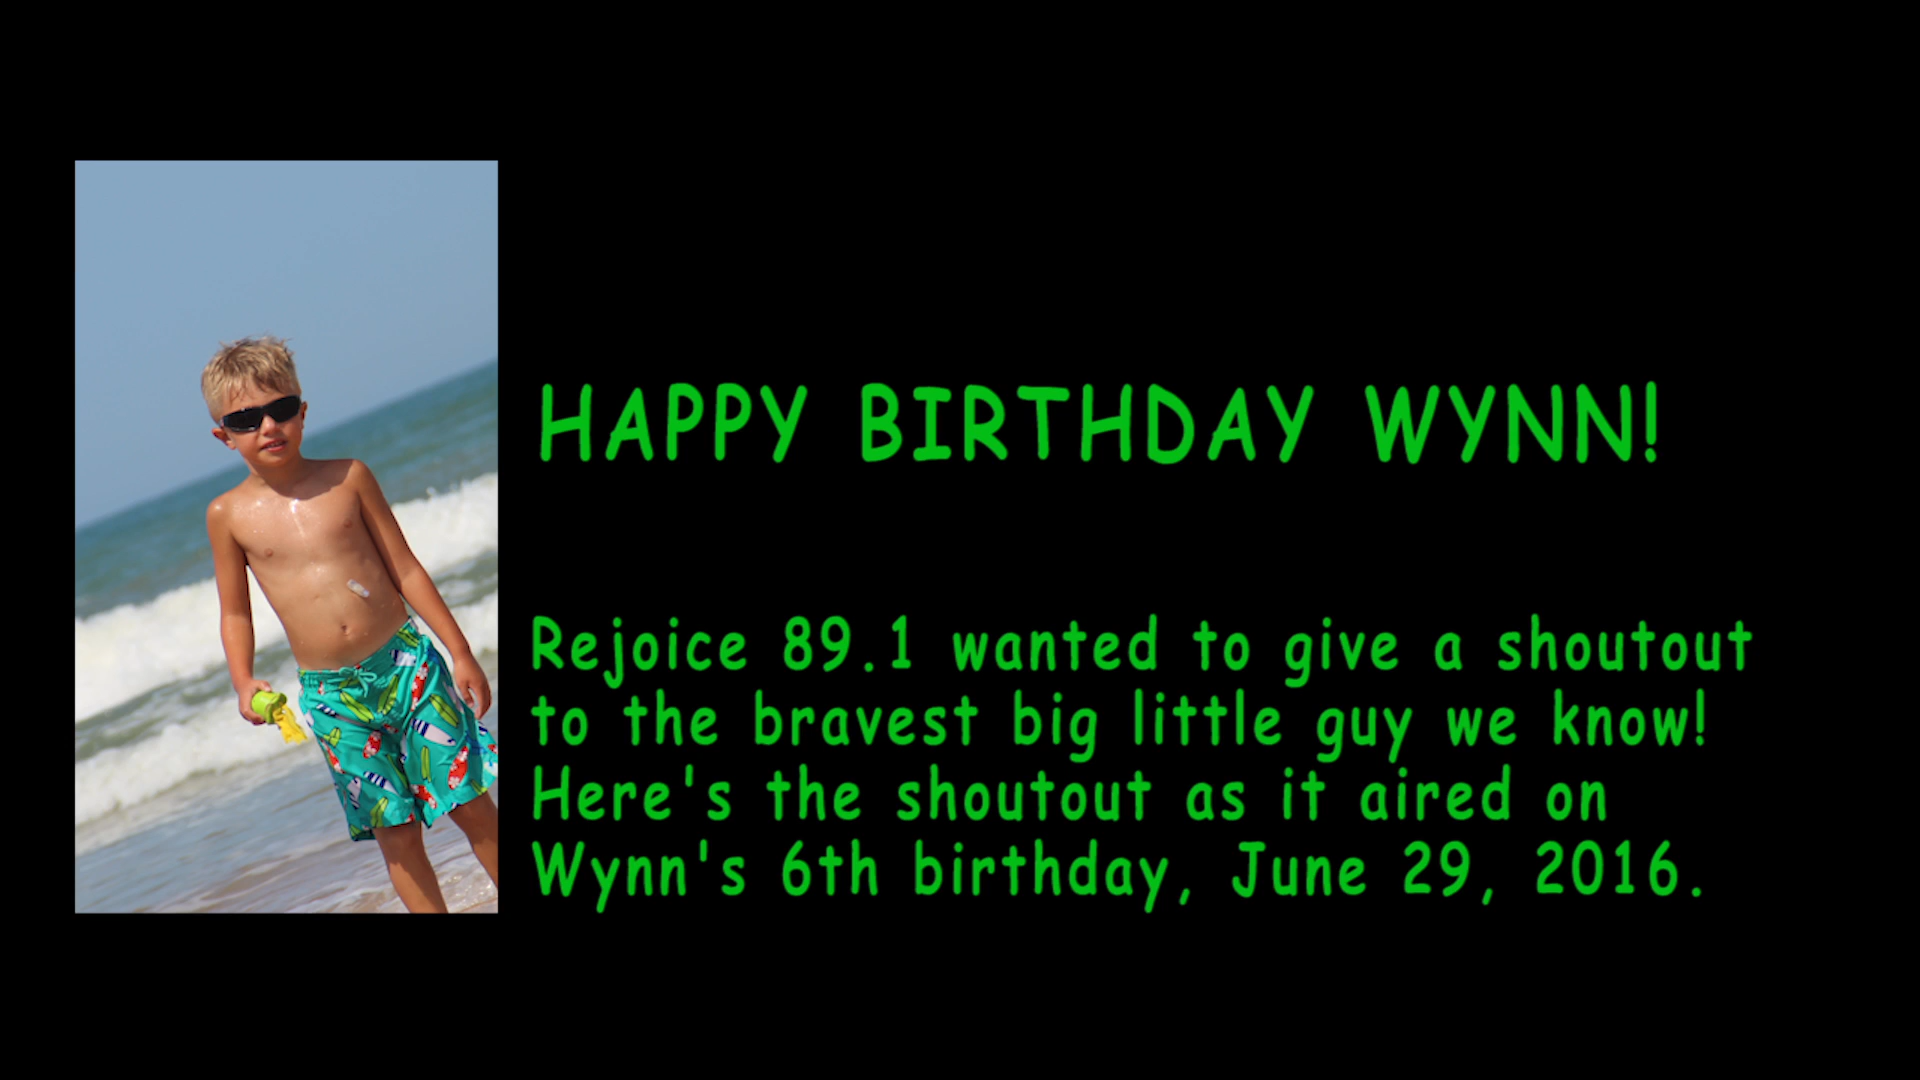 HAPPY BIRTHDAY WYNN!
Rejoice 89.1 wanted to give a shoutout
to the bravest big little guy we know!
Here's the shoutout as it aired on
Wynn's 6th birthday, June 29, 2016.